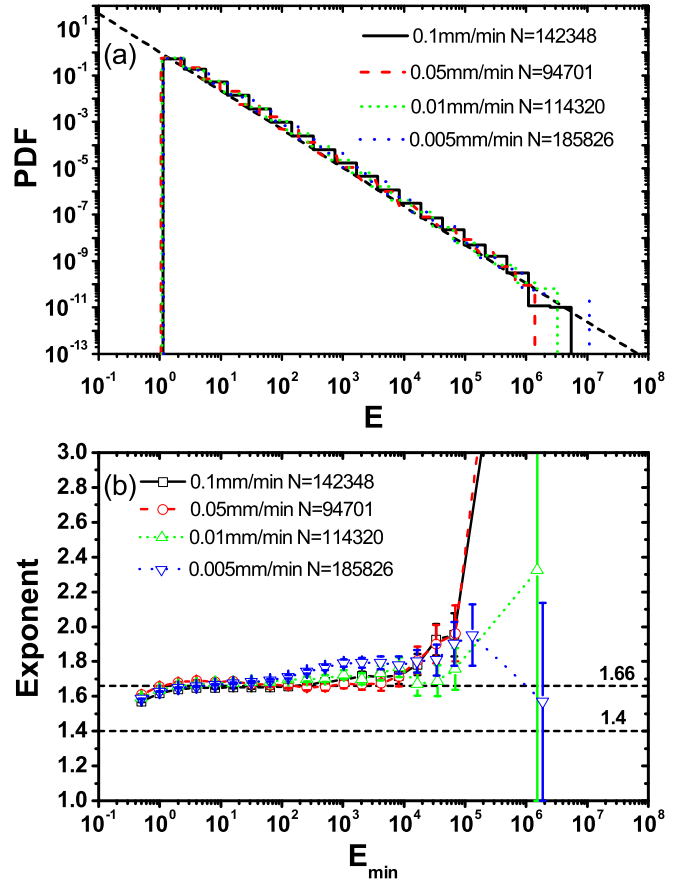 (a)
0.1mm/min N=142348
0.05mm/min N=94701
0.01mm/min N=114320
0.005mm/min N=185826
PDF
10^1
10^-1
10^-3
10^-5
10^-7
10^-9
10^-11
10^-13
10^-1 10^0 10^1 10^2 10^3 10^4 10^5 10^6 10^7 10^8
E
(b)
0.1mm/min N=142348
0.05mm/min N=94701
0.01mm/min N=114320
0.005mm/min N=185826
Exponent
3.0
2.8
2.6
2.4
2.2
2.0
1.8
1.6
1.4
1.2
1.0
1.66
1.4
10^-1 10^0 10^1 10^2 10^3 10^4 10^5 10^6 10^7 10^8
E_min